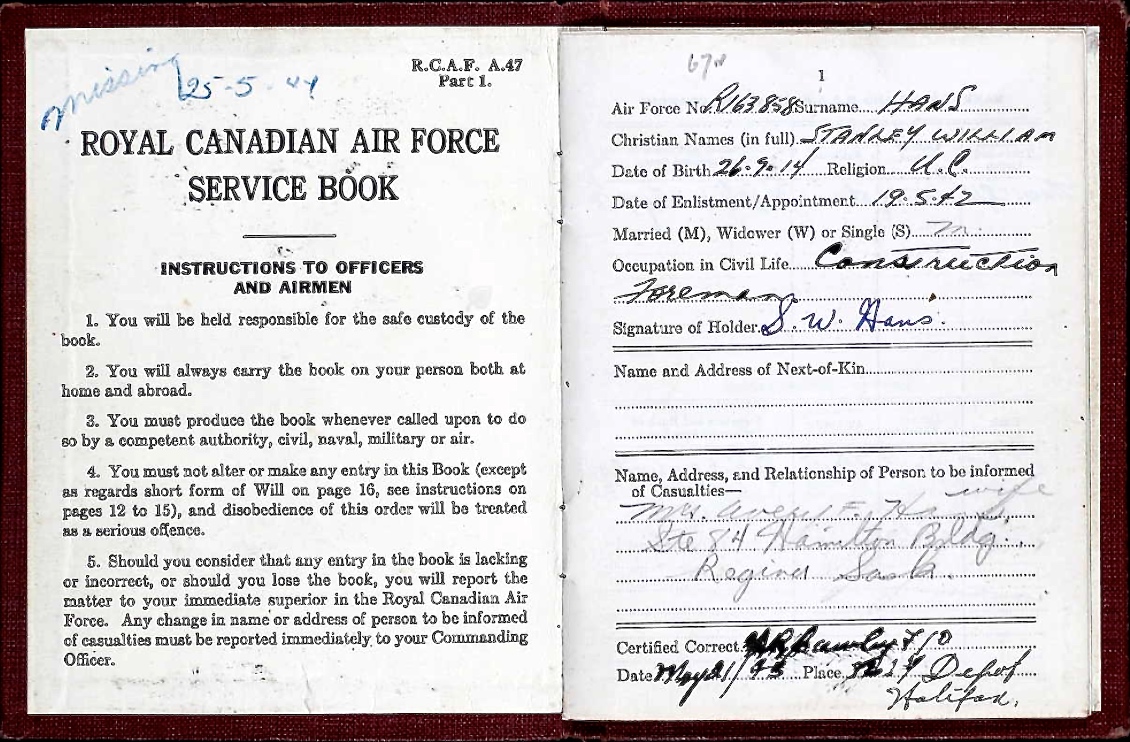 Missing 25-5-44
R.C.A.F. A.47
Part 1.
ROYAL CANADIAN AIR FORCE
SERVICE BOOK
INSTRUCTIONS TO OFFICERS
AND AIRMEN
1. You will be held responsible for the safe custody of the
book.
2. You will always carry the book on your person both at
home and abroad.
3. You must produce the book whenever called upon to do
so by a competent authority, civil, naval, military or air.
4. You must not alter or make any entry in this Book (except
as regards short form of Will on page 16, see instructions on
pages 12 to 15), and disobedience of this order will be treated
as a serious offence.
5. Should you consider that any entry in the book is lacking
or incorrect, or should you lose the book, you will report the
matter to your immediate superior in the Royal Canadian Air
Force. Any change in name or address of person to be informed
of casualties must be reported immediately to your Commanding
Officer.
1
Air Force No. R163858 Surname HANS
Christian Names (in full) STANLEY WILLIAM
Date of Birth 26.9.14 Religion U.C.
Date of Enlistment/Appointment 19.5.42
Married (M), Widower (W) or Single (S) M
Occupation in Civil Life Construction
Foreman
Signature of Holder S. W. Hans.
Name and Address of Next-of-Kin
Name, Address, and Relationship of Person to be informed
of Casualties— wife
Mrs. F.
Ste 84 Hamilton Bldg.
Regina Sask.
Certified Correct F/O
Date May 21/43 Place Depot
Halifax.